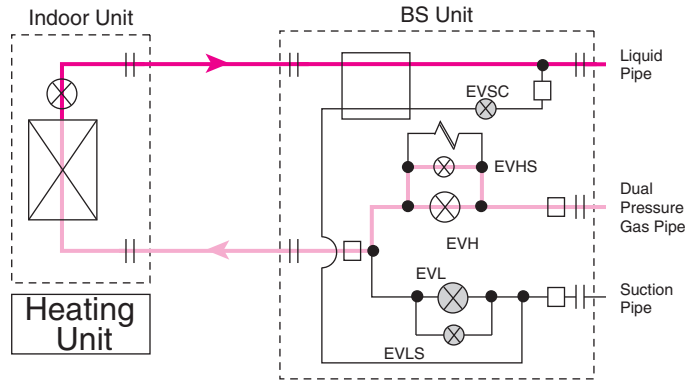 Indoor Unit
BS Unit
Liquid
Pipe
EVSC
EVHS
Dual
Pressure
Gas Pipe
EVH
EVL
Suction
Pipe
Heating
Unit
EVLS